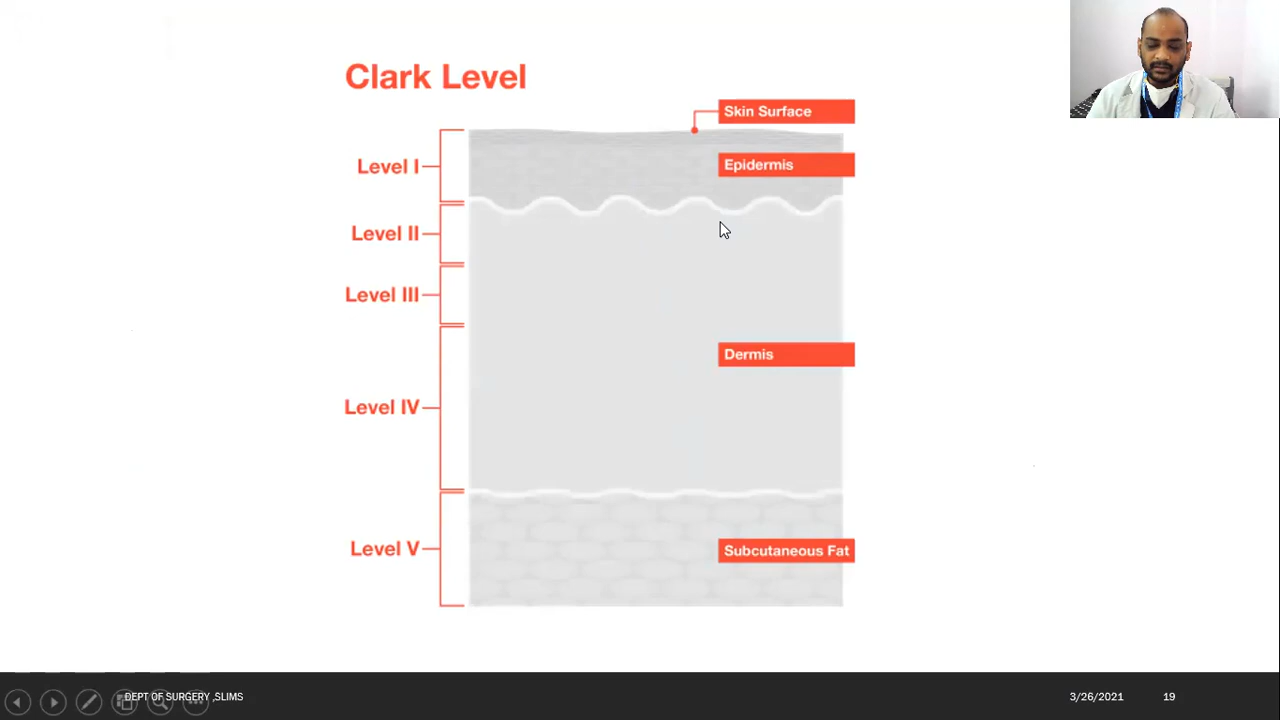 Clark Level
Skin Surface
Level I
Epidermis
Level II
Level III
Dermis
Level IV
Level V
Subcutaneous Fat
DEPT OF SURGERY ,SLIMS
3/26/2021
19